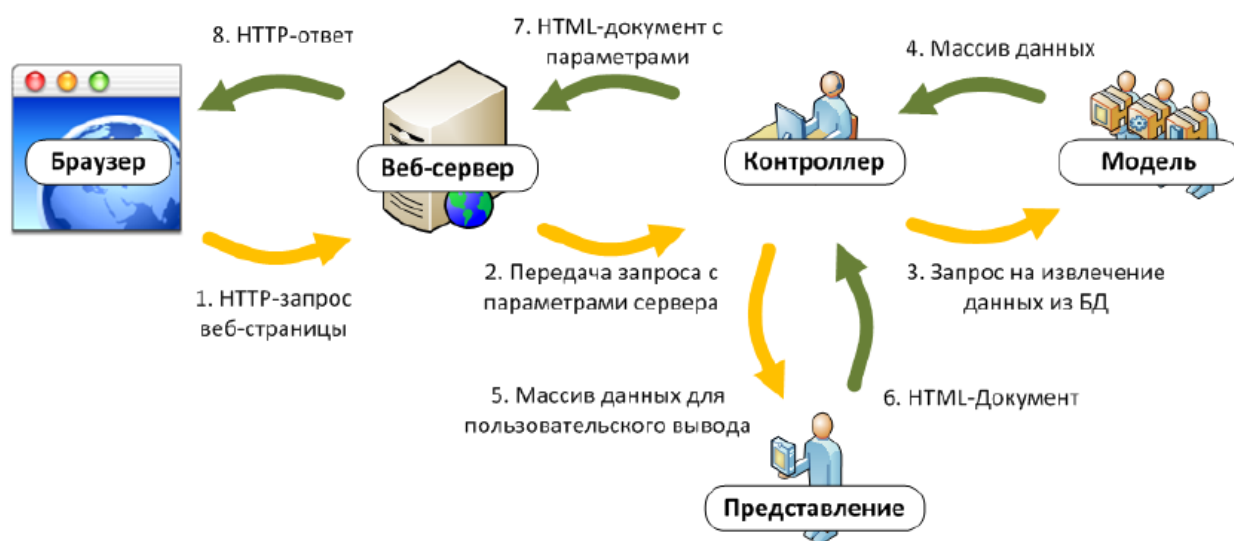 8. HTTP-ответ
7. HTML-документ с
параметрами
4. Массив данных
Браузер
Веб-сервер
Контроллер
Модель
1. HTTP-запрос
веб-страницы
2. Передача запроса с
параметрами сервера
3. Запрос на извлечение
данных из БД
5. Массив данных для
пользовательского вывода
6. HTML-Документ
Представление